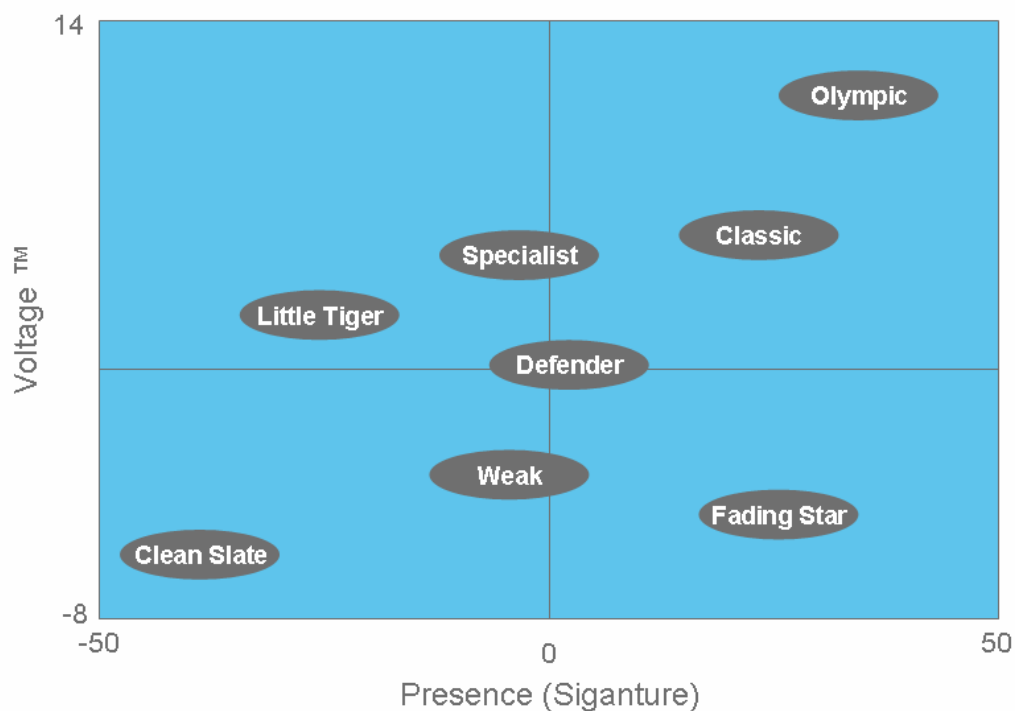 14
Olympic
Classic
Specialist
Little Tiger
Voltage ™
Defender
Weak
Fading Star
Clean Slate
-8
-50
0
50
Presence (Siganture)